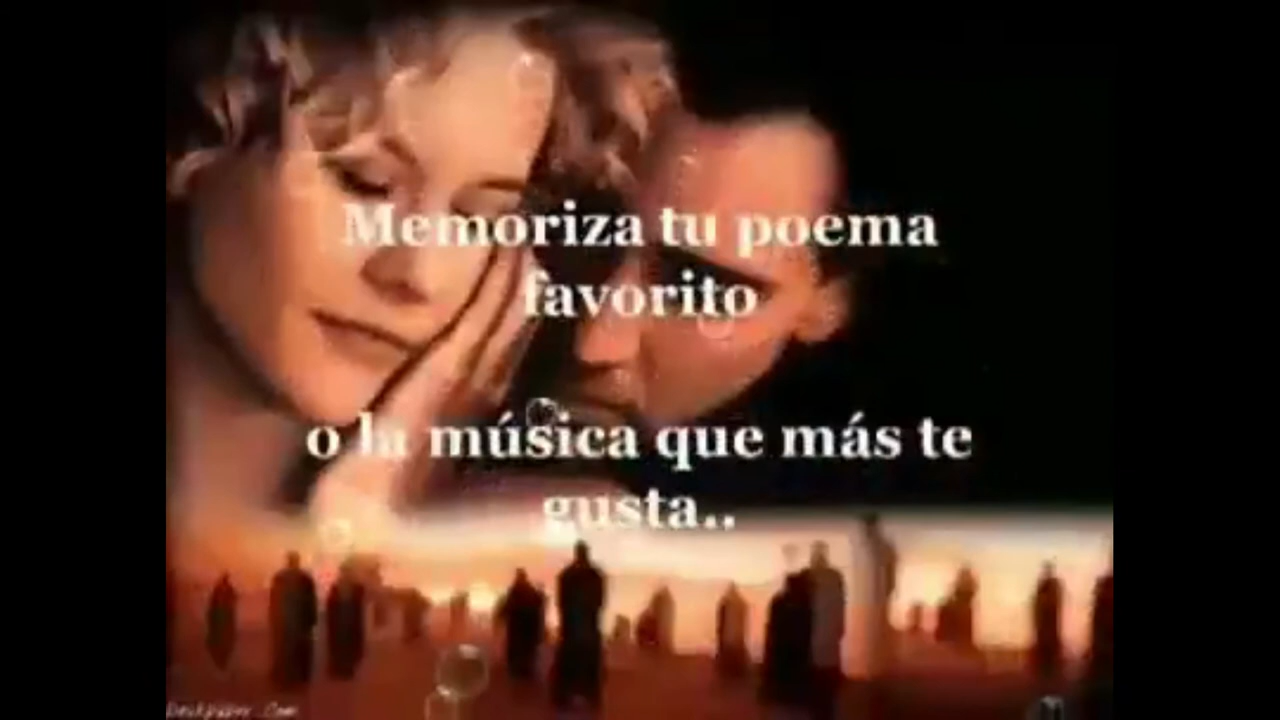 Memoriza tu poema
favorito
o la música que más te
gusta..